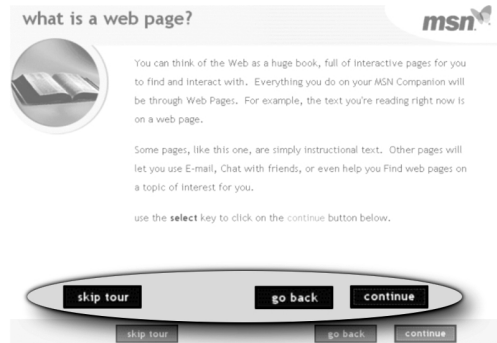 what is a web page?
msn
You can think of the Web as a huge book, full of interactive pages for you
to find and interact with. Everything you do on your MSN Companion will
be through Web Pages. For example, the text you're reading right now is
on a web page.
Some pages, like this one, are simply instructional text. Other pages will
let you use E-mail, Chat with friends, or even help you Find web pages on
a topic of interest for you.
use the select key to click on the continue button below.
skip tour go back continue
skip tour go back continue